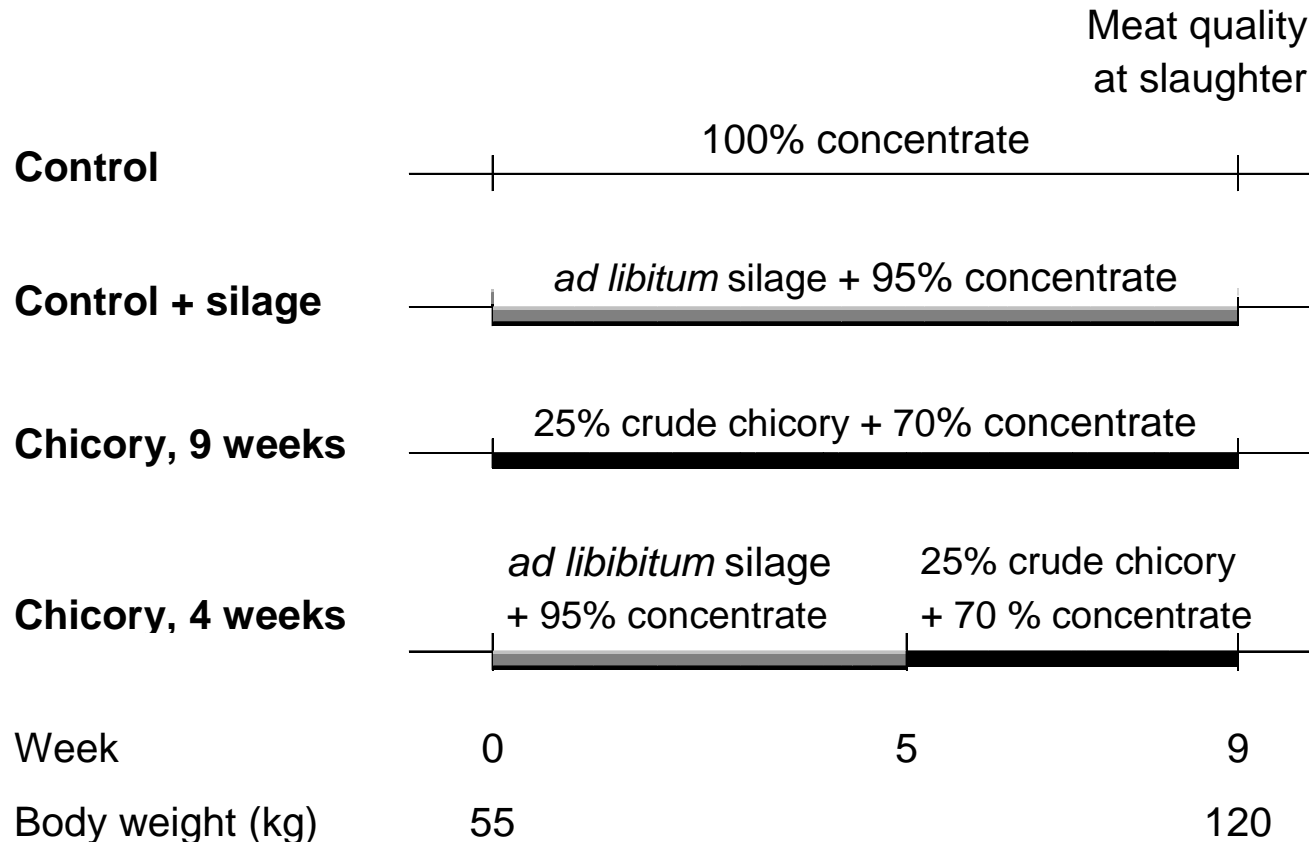 Meat quality
at slaughter
Control
100% concentrate
Control + silage
ad libitum silage + 95% concentrate
Chicory, 9 weeks
25% crude chicory + 70% concentrate
Chicory, 4 weeks
ad libibitum silage
+ 95% concentrate
25% crude chicory
+ 70 % concentrate
Week 0 5 9
Body weight (kg) 55 120